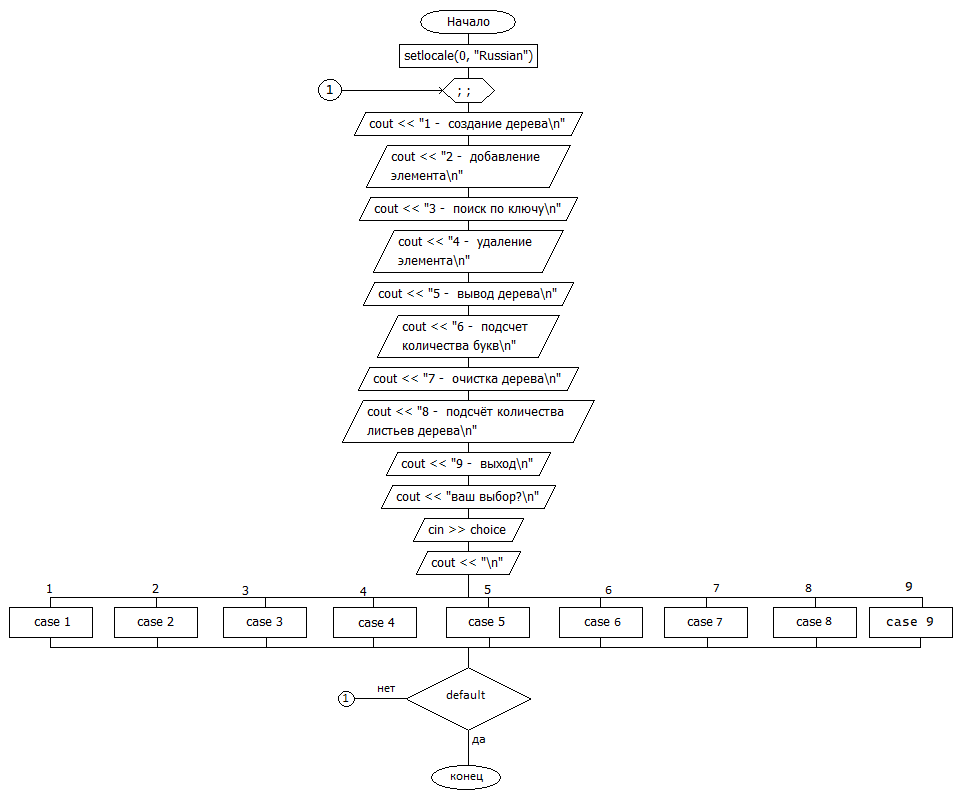 Начало
setlocale(0, "Russian")
1
; ;
cout << "1 -  создание дерева\n"
cout << "2 -  добавление
элемента\n"
cout << "3 -  поиск по ключу\n"
cout << "4 -  удаление
элемента\n"
cout << "5 -  вывод дерева\n"
cout << "6 -  подсчет
количества букв\n"
cout << "7 -  очистка дерева\n"
cout << "8 -  подсчёт количества
листьев дерева\n"
cout << "9 -  выход\n"
cout << "ваш выбор?\n"
cin >> choice
cout << "\n"
1 2 3 4 5 6 7 8 9
case 1 case 2 case 3 case 4 case 5 case 6 case 7 case 8 case 9
default
нет
1
да
конец